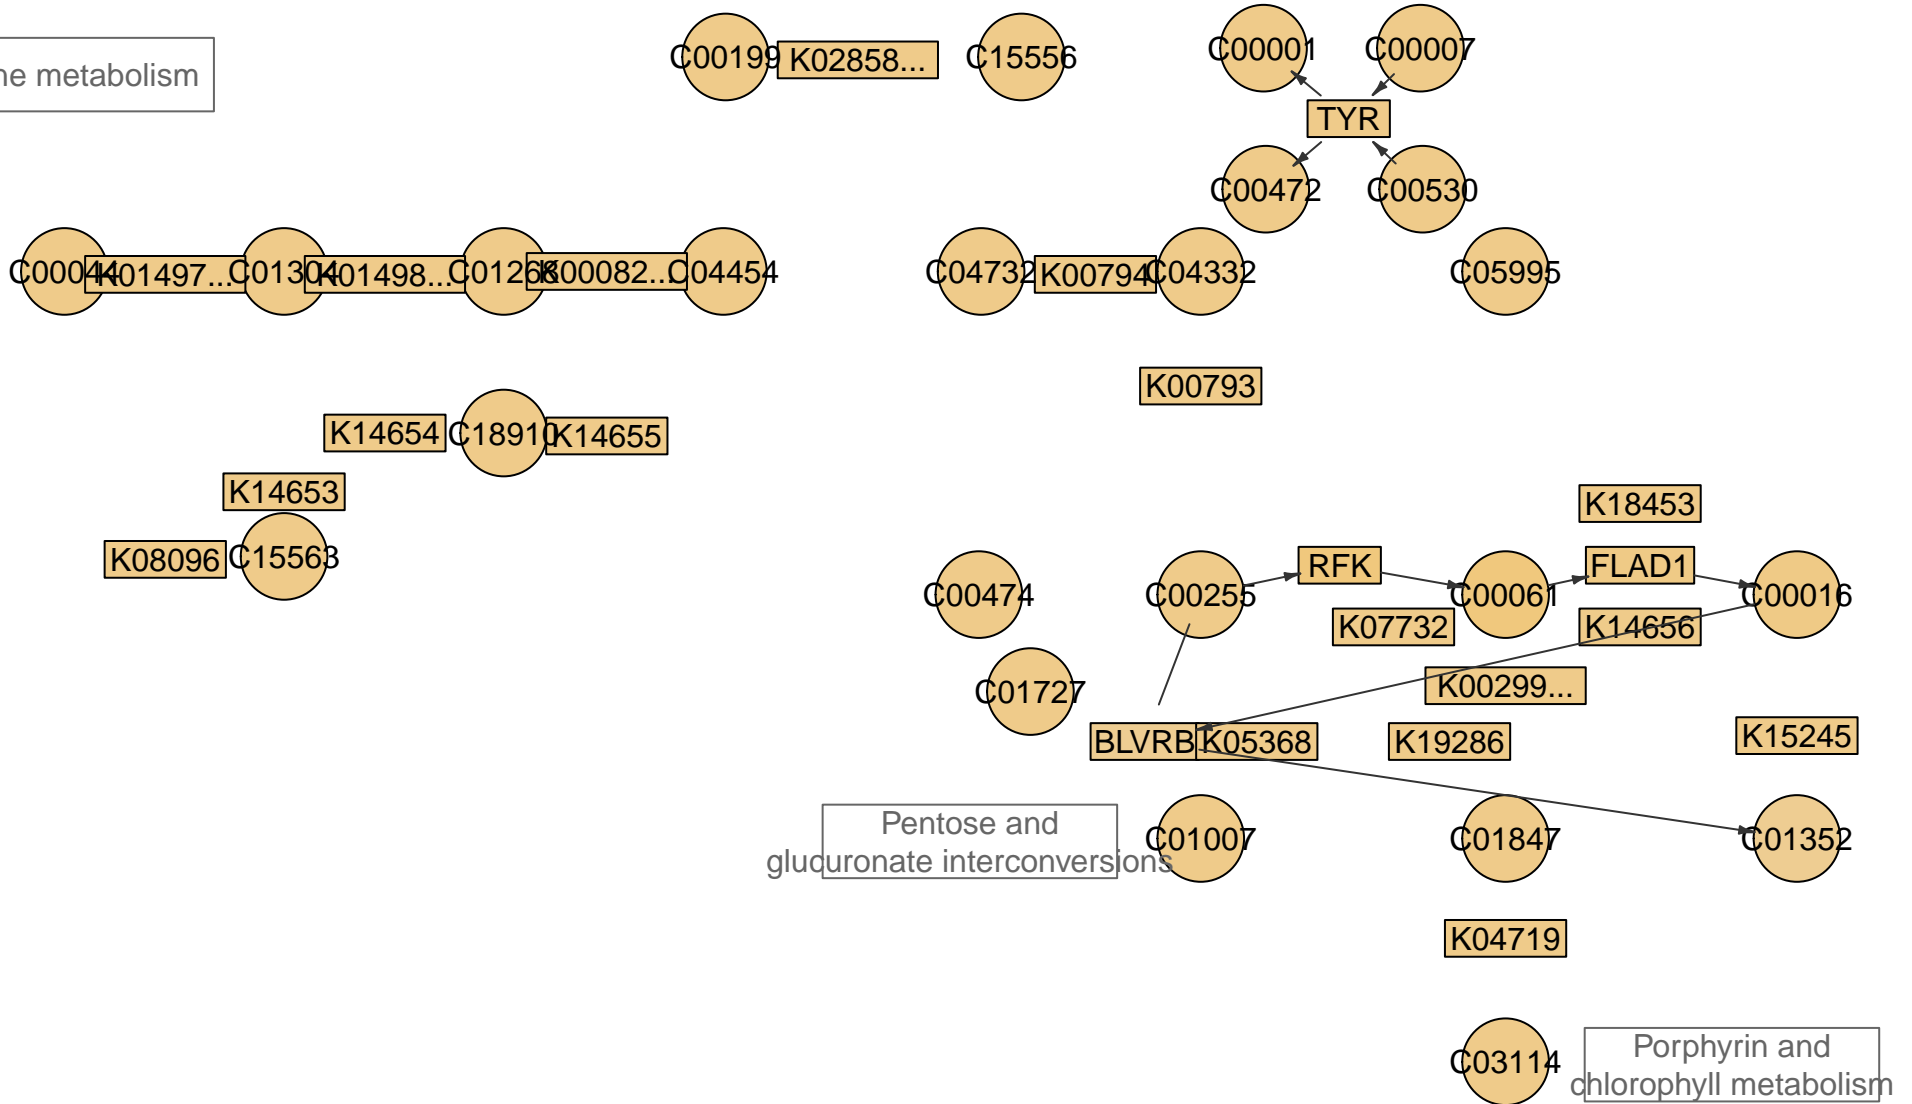 ne metabolism
C00199
K02858...
C15556
C00001
C00007
TYR
C00472
C00530
C00044
K01497...
C01304
K01498...
C01268
K00082...
C04454
C04732
K00794
C04332
C05995
K00793
K14654
C18910
K14655
K14653
K08096
C15563
K18453
C00474
C00255
RFK
C00061
FLAD1
C00016
K07732
K14656
C01727
K00299...
BLVRB
K05368
K19286
K15245
Pentose and
glucuronate interconversions
C01007
C01847
C01352
K04719
C03114
Porphyrin and
chlorophyll metabolism